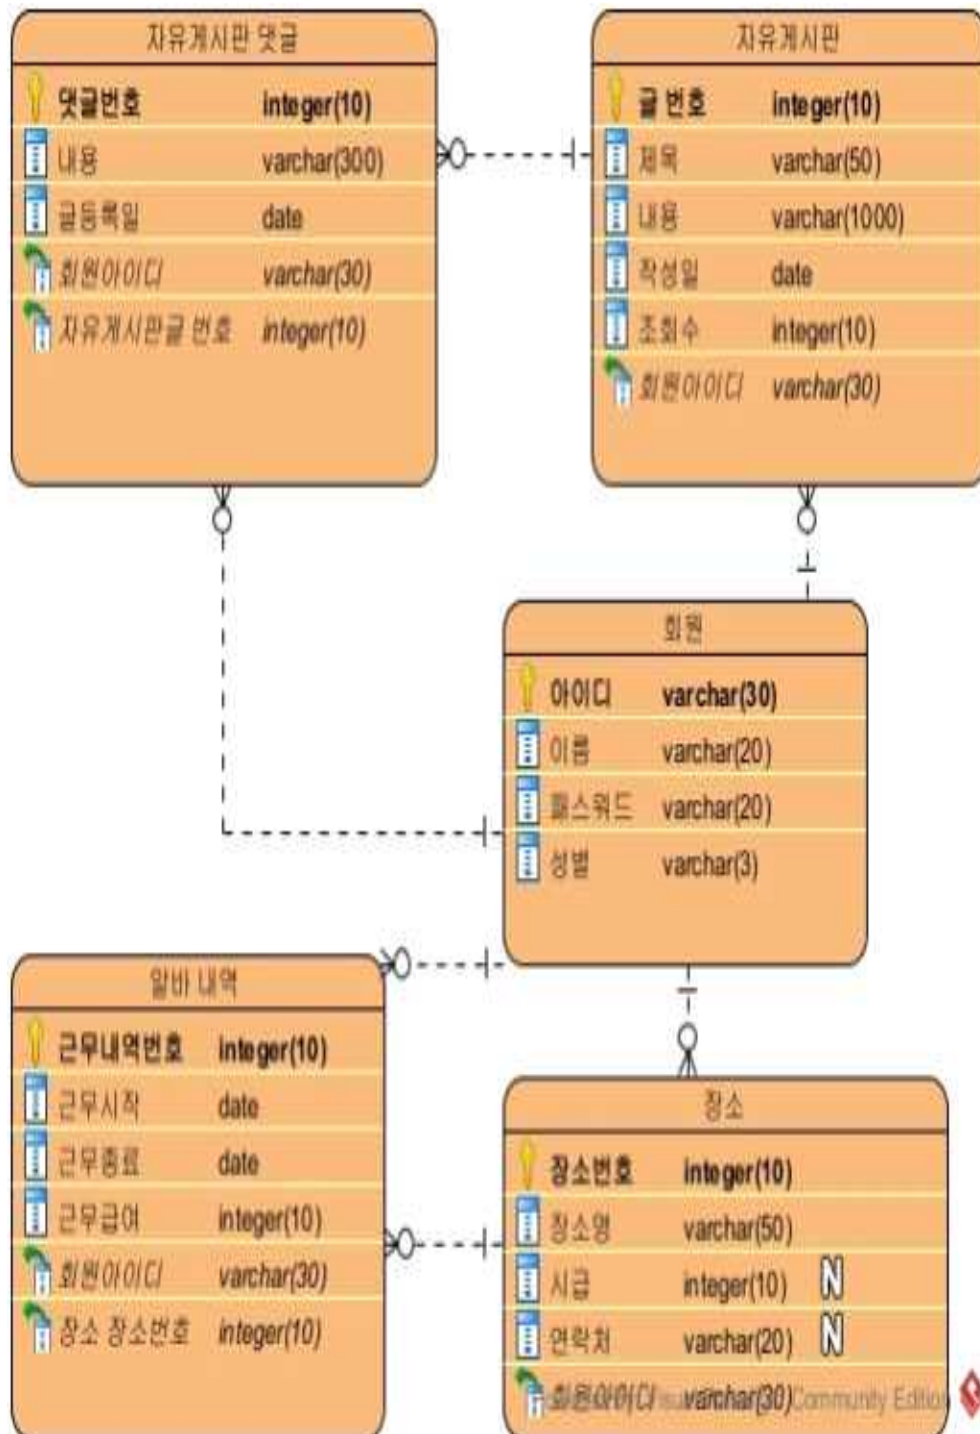 자유게시판 댓글
댓글번호 integer(10)
내용 varchar(300)
글등록일 date
회원아이디 varchar(30)
자유게시판글 번호 integer(10)
자유게시판
글 번호 integer(10)
제목 varchar(50)
내용 varchar(1000)
작성일 date
조회수 integer(10)
회원아이디 varchar(30)
회원
아이디 varchar(30)
이름 varchar(20)
패스워드 varchar(20)
성별 varchar(3)
알바 내역
근무내역번호 integer(10)
근무시작 date
근무종료 date
근무급여 integer(10)
회원아이디 varchar(30)
장소 장소번호 integer(10)
장소
장소번호 integer(10)
장소명 varchar(50)
시급 integer(10) N
연락처 varchar(20) N
회원아이디 varchar(30)
Community Edition